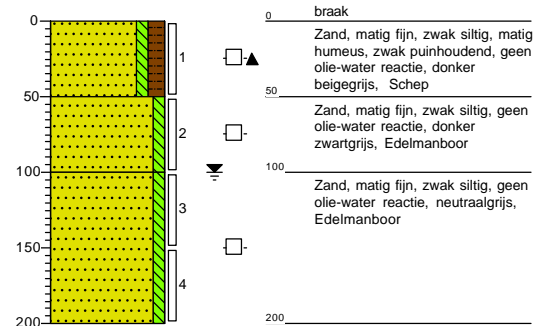 braak
0
0
Zand, matig fijn, zwak siltig, matig
humeus, zwak puinhoudend, geen
olie-water reactie, donker
beigegrijs, Schep
1
50
50
Zand, matig fijn, zwak siltig, geen
olie-water reactie, donker
zwartgrijs, Edelmanboor
2
100
100
Zand, matig fijn, zwak siltig, geen
olie-water reactie, neutraalgrijs,
Edelmanboor
3
150
4
200
200